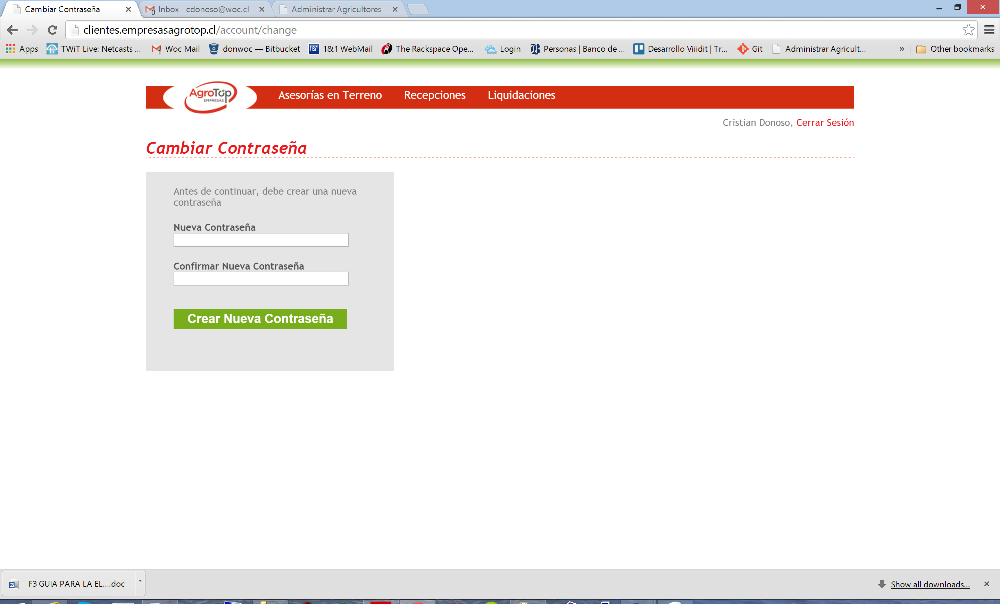 Cambiar Contraseña
Inbox - cdonoso@woc.cl -
Administrar Agricultores -
clientes.empresasagrotop.cl/account/change
Apps
TWiT Live: Netcasts ...
Woc Mail
donwoc — Bitbucket
1&1 WebMail
The Rackspace Ope...
Login
Personas | Banco de ...
Desarrollo Viiidit | Tr...
Git
Administrar Agricult...
»
Other bookmarks
AgroTop
EMPRESAS
Asesorías en Terreno
Recepciones
Liquidaciones
Cristian Donoso, Cerrar Sesión
Cambiar Contraseña
Antes de continuar, debe crear una nueva
contraseña
Nueva Contraseña
Confirmar Nueva Contraseña
Crear Nueva Contraseña
F3 GUIA PARA LA EL....doc
Show all downloads...